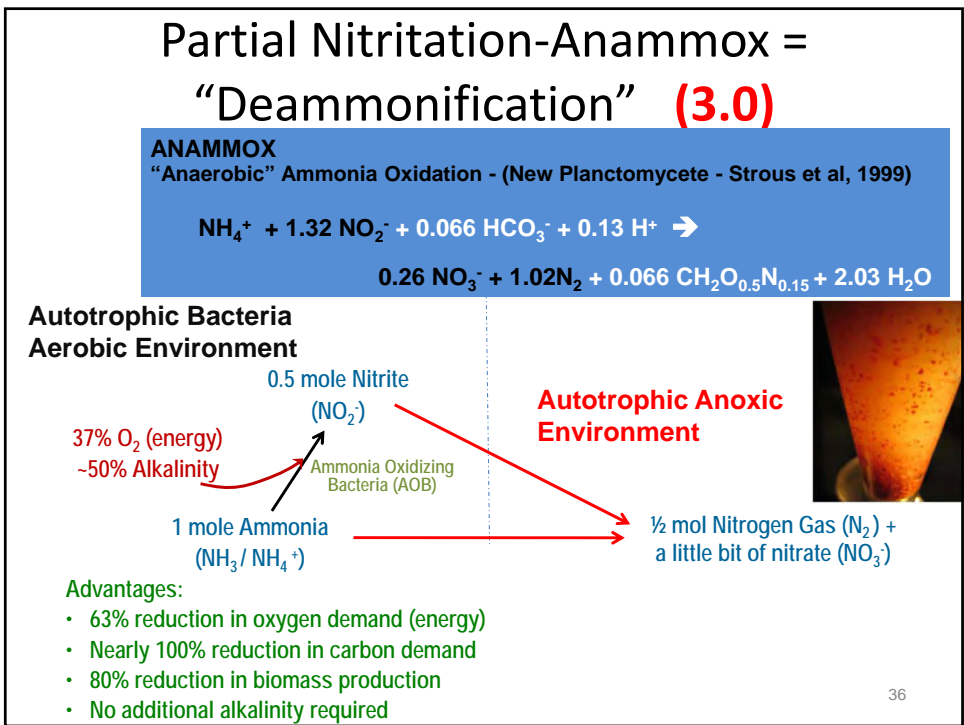 Partial Nitritation-Anammox =
“Deammonification” (3.0)
ANAMMOX
“Anaerobic” Ammonia Oxidation - (New Planctomycete - Strous et al, 1999)
NH₄⁺ + 1.32 NO₂⁻ + 0.066 HCO₃⁻ + 0.13 H⁺ ➔
0.26 NO₃⁻ + 1.02N₂ + 0.066 CH₂O₀.₅N₀.₁₅ + 2.03 H₂O
Autotrophic Bacteria
Aerobic Environment
0.5 mole Nitrite
(NO₂⁻)
37% O₂ (energy)
~50% Alkalinity
Ammonia Oxidizing
Bacteria (AOB)
1 mole Ammonia
(NH₃ / NH₄⁺)
Autotrophic Anoxic
Environment
½ mol Nitrogen Gas (N₂) +
a little bit of nitrate (NO₃⁻)
Advantages:
• 63% reduction in oxygen demand (energy)
• Nearly 100% reduction in carbon demand
• 80% reduction in biomass production
• No additional alkalinity required
36